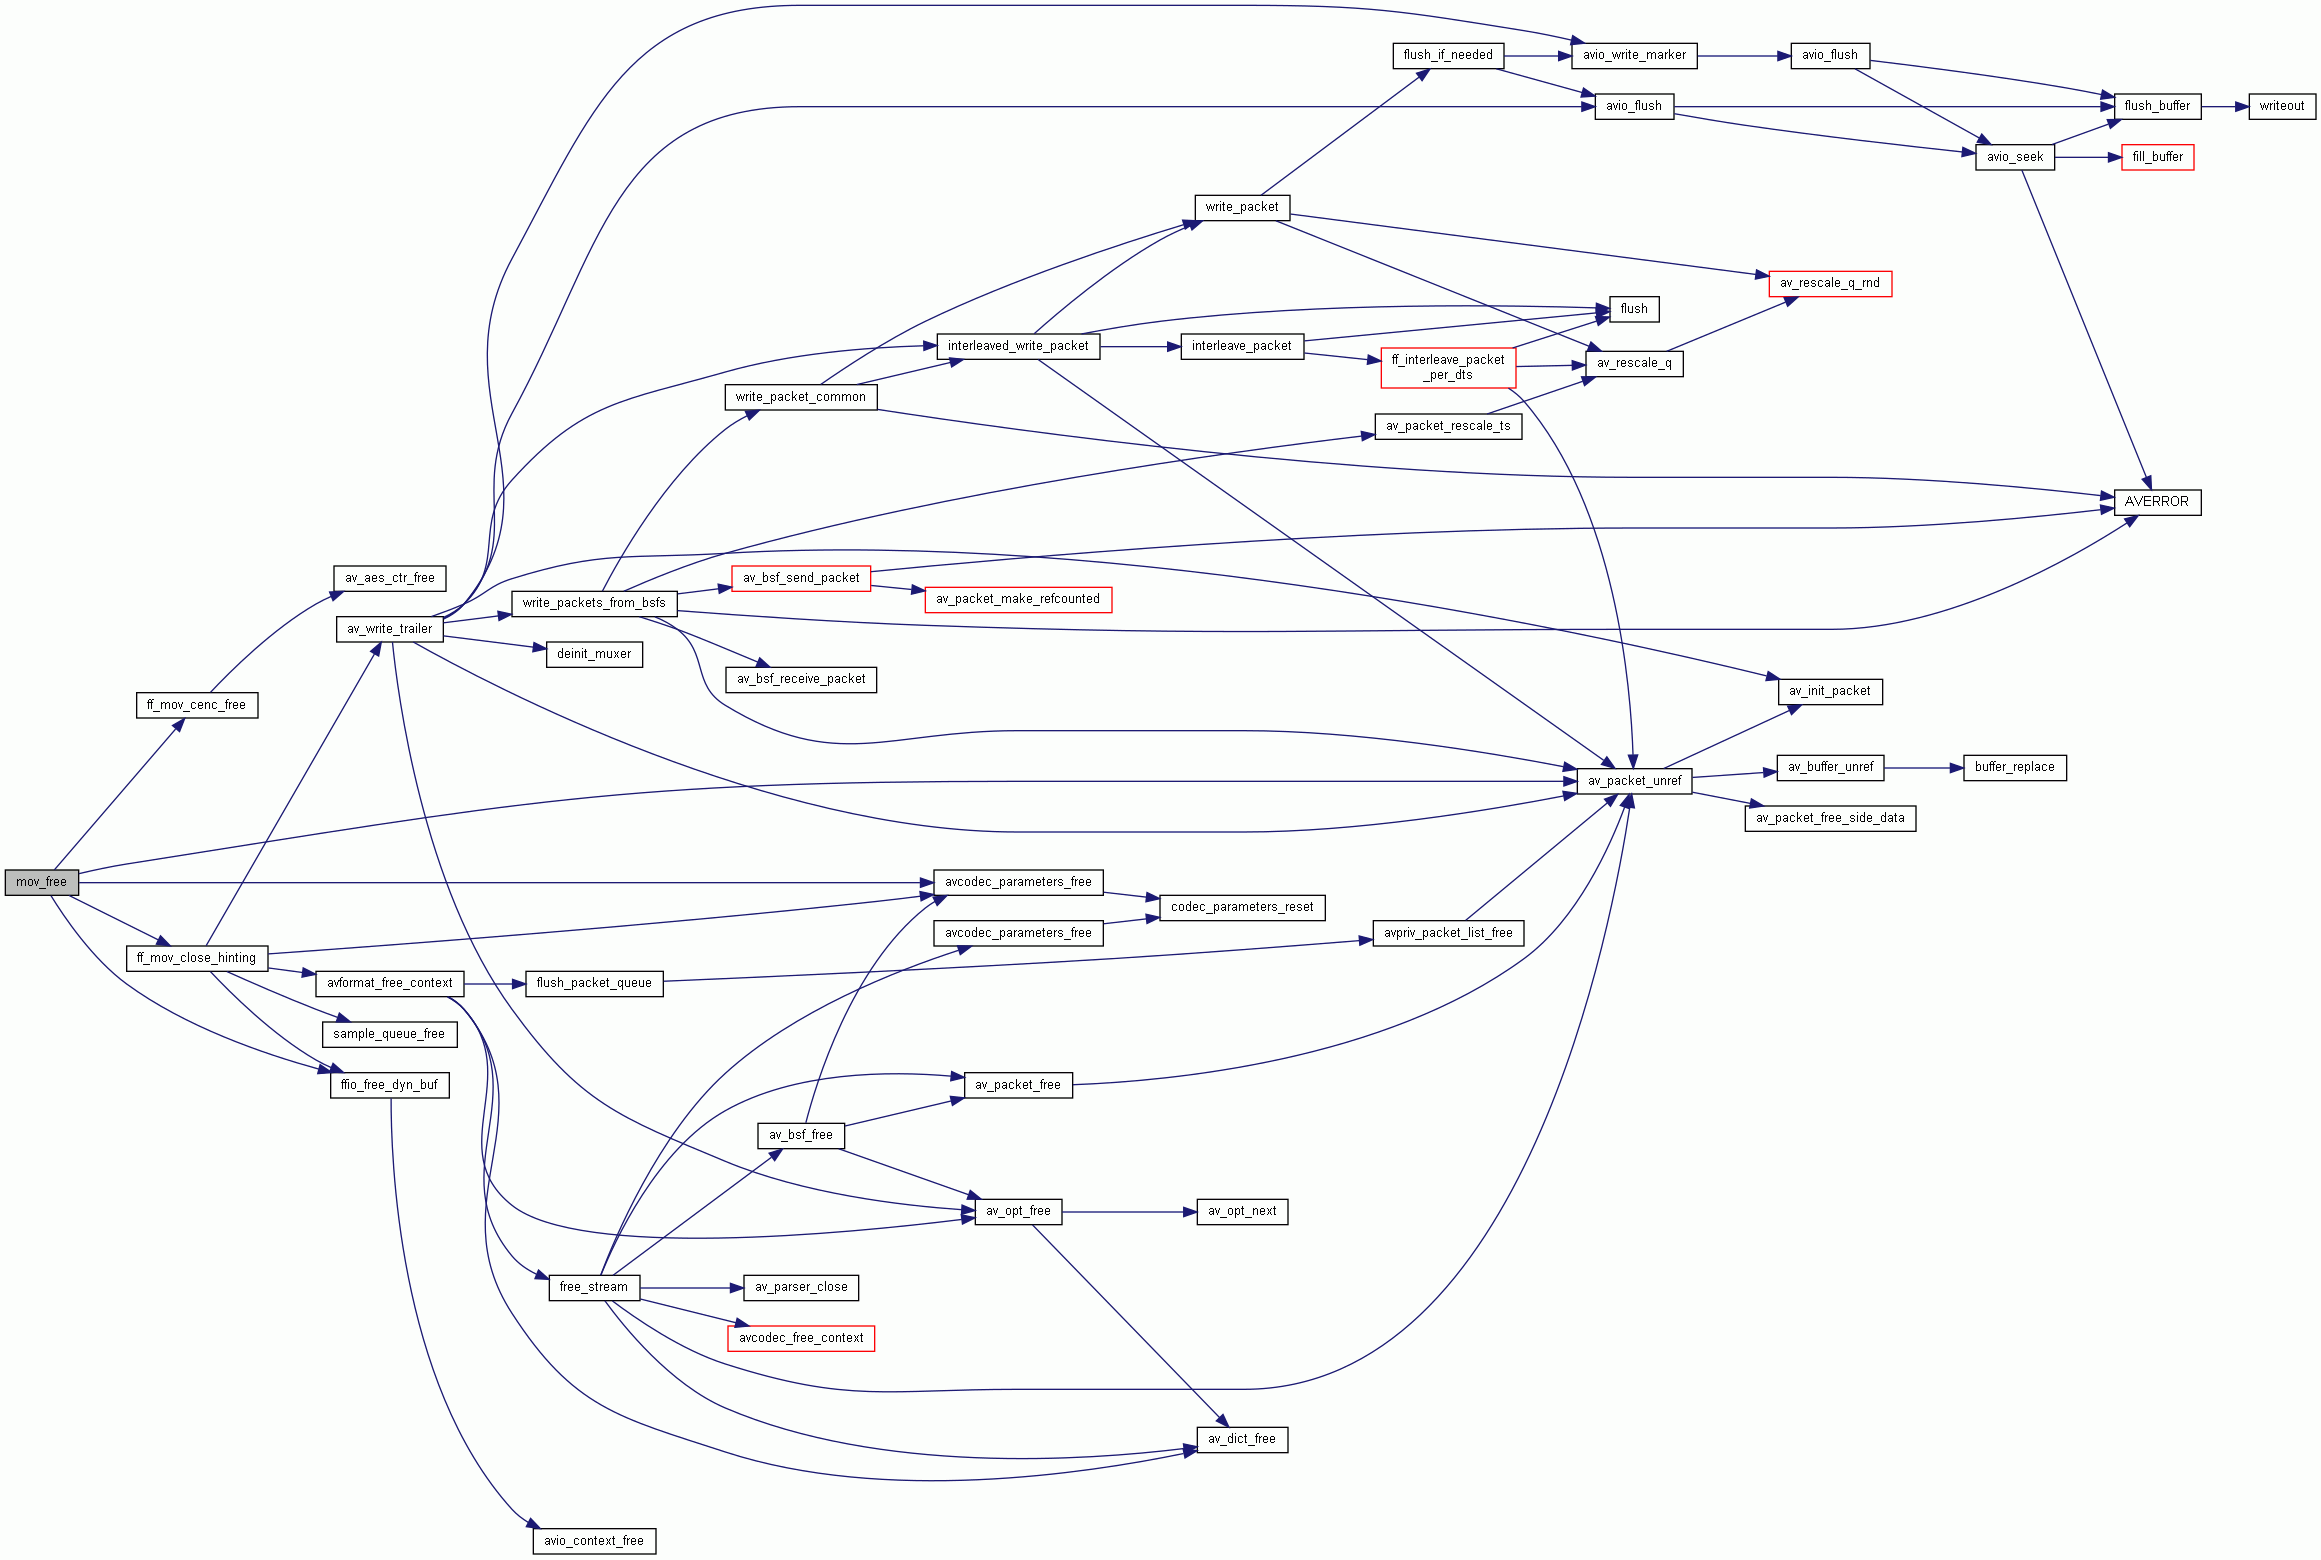 flush_if_needed
avio_write_marker
avio_flush
avio_flush
flush_buffer
writeout
avio_seek
fill_buffer
write_packet
av_rescale_q_rnd
flush
interleaved_write_packet
interleave_packet
ff_interleave_packet
_per_dts
av_rescale_q
write_packet_common
av_packet_rescale_ts
AVERROR
av_aes_ctr_free
av_bsf_send_packet
av_packet_make_refcounted
write_packets_from_bsfs
av_write_trailer
deinit_muxer
av_bsf_receive_packet
av_init_packet
ff_mov_cenc_free
av_buffer_unref
buffer_replace
av_packet_unref
av_packet_free_side_data
mov_free
avcodec_parameters_free
codec_parameters_reset
avcodec_parameters_free
avpriv_packet_list_free
ff_mov_close_hinting
avformat_free_context
flush_packet_queue
sample_queue_free
ffio_free_dyn_buf
av_packet_free
av_bsf_free
av_opt_free
av_opt_next
free_stream
av_parser_close
avcodec_free_context
av_dict_free
avio_context_free